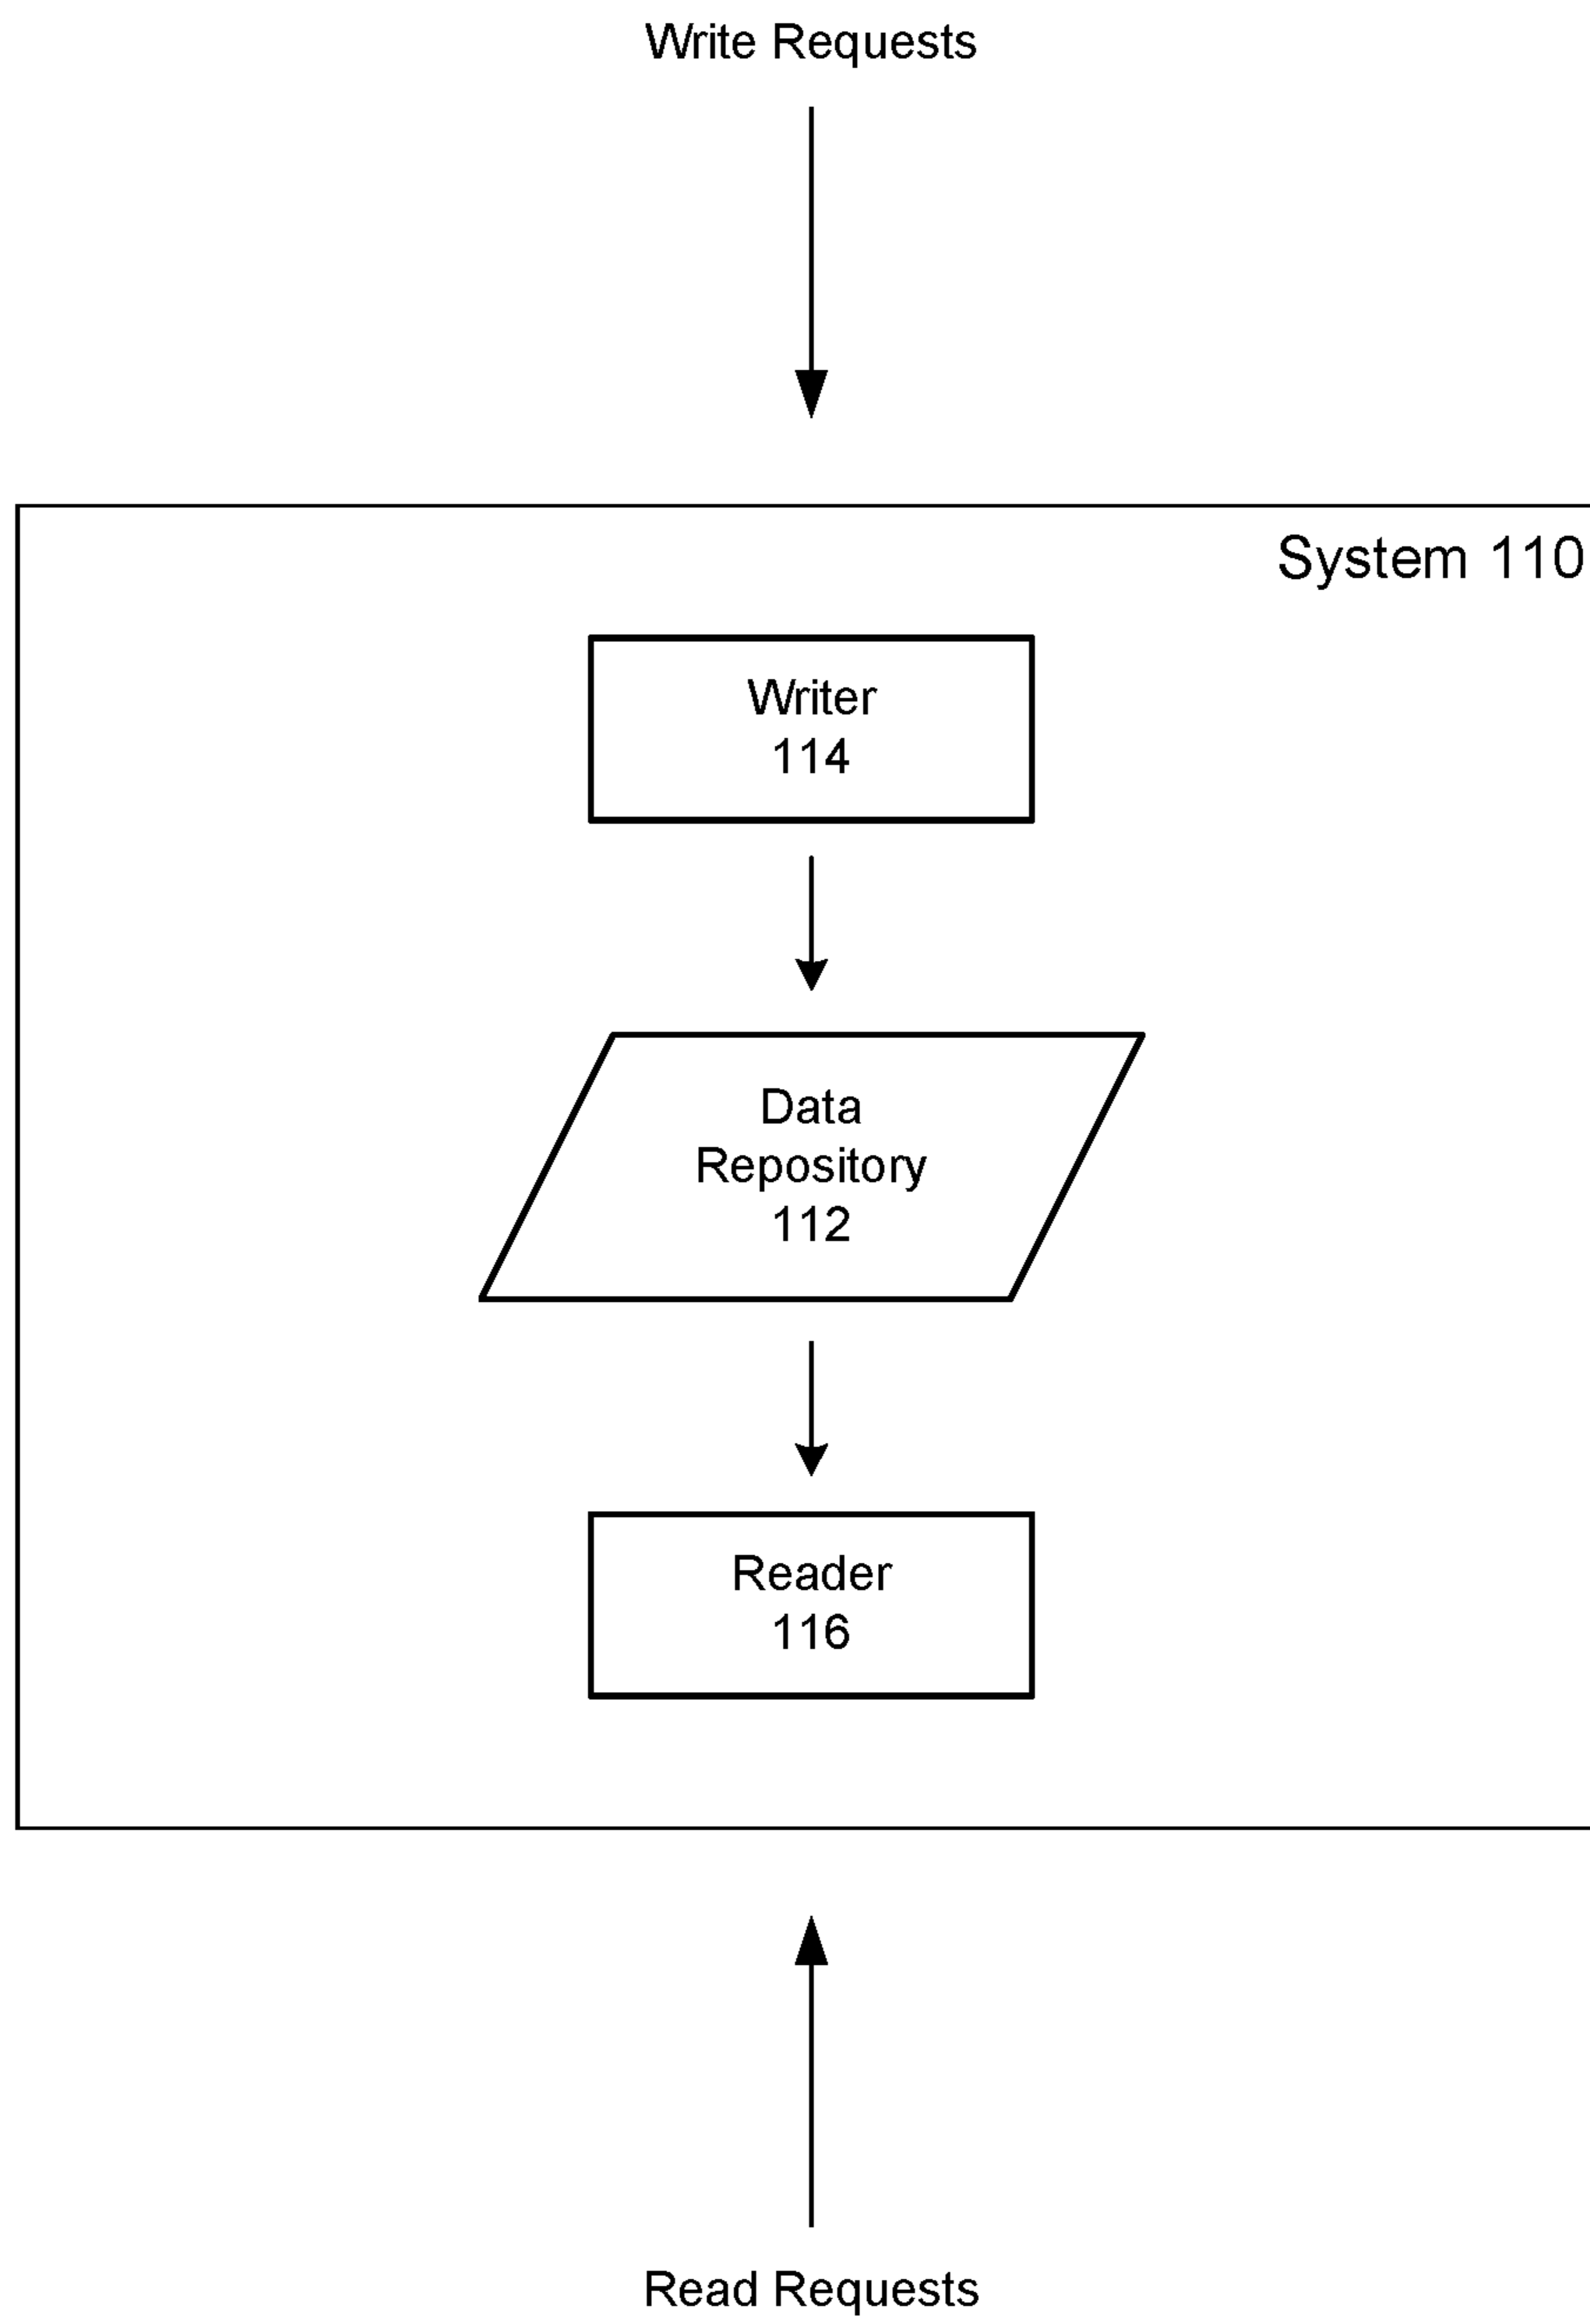 Write Requests
System 110
Writer
114
Data
Repository
112
Reader
116
Read Requests